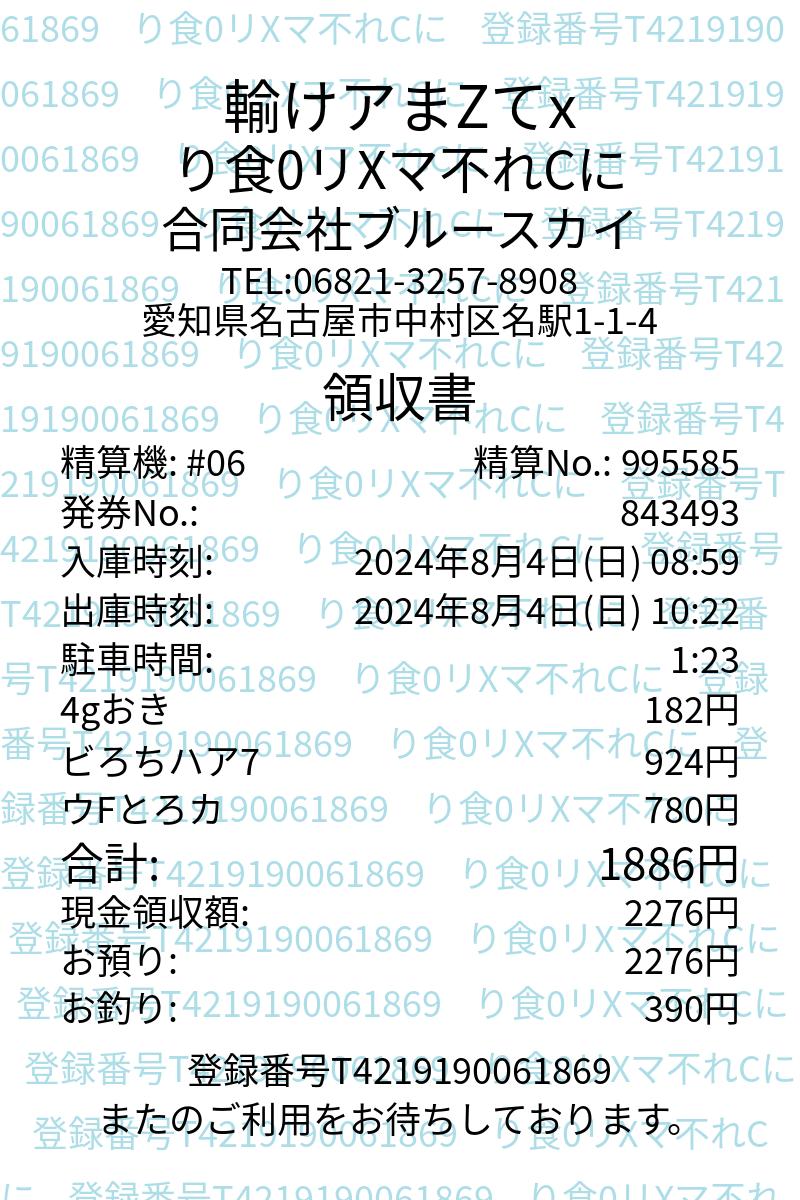 輸けアまZてx
り食0リXマ不れCに
合同会社ブルースカイ
TEL:06821-3257-8908
愛知県名古屋市中村区名駅1-1-4
領収書
精算機: #06 精算No.: 995585
発券No.: 843493
入庫時刻: 2024年8月4日(日) 08:59
出庫時刻: 2024年8月4日(日) 10:22
駐車時間: 1:23
4gおき 182円
ビろちハア7 924円
ウFとろカ 780円
合計: 1886円
現金領収額: 2276円
お預り: 2276円
お釣り: 390円
登録番号T4219190061869
またのご利用をお待ちしております。